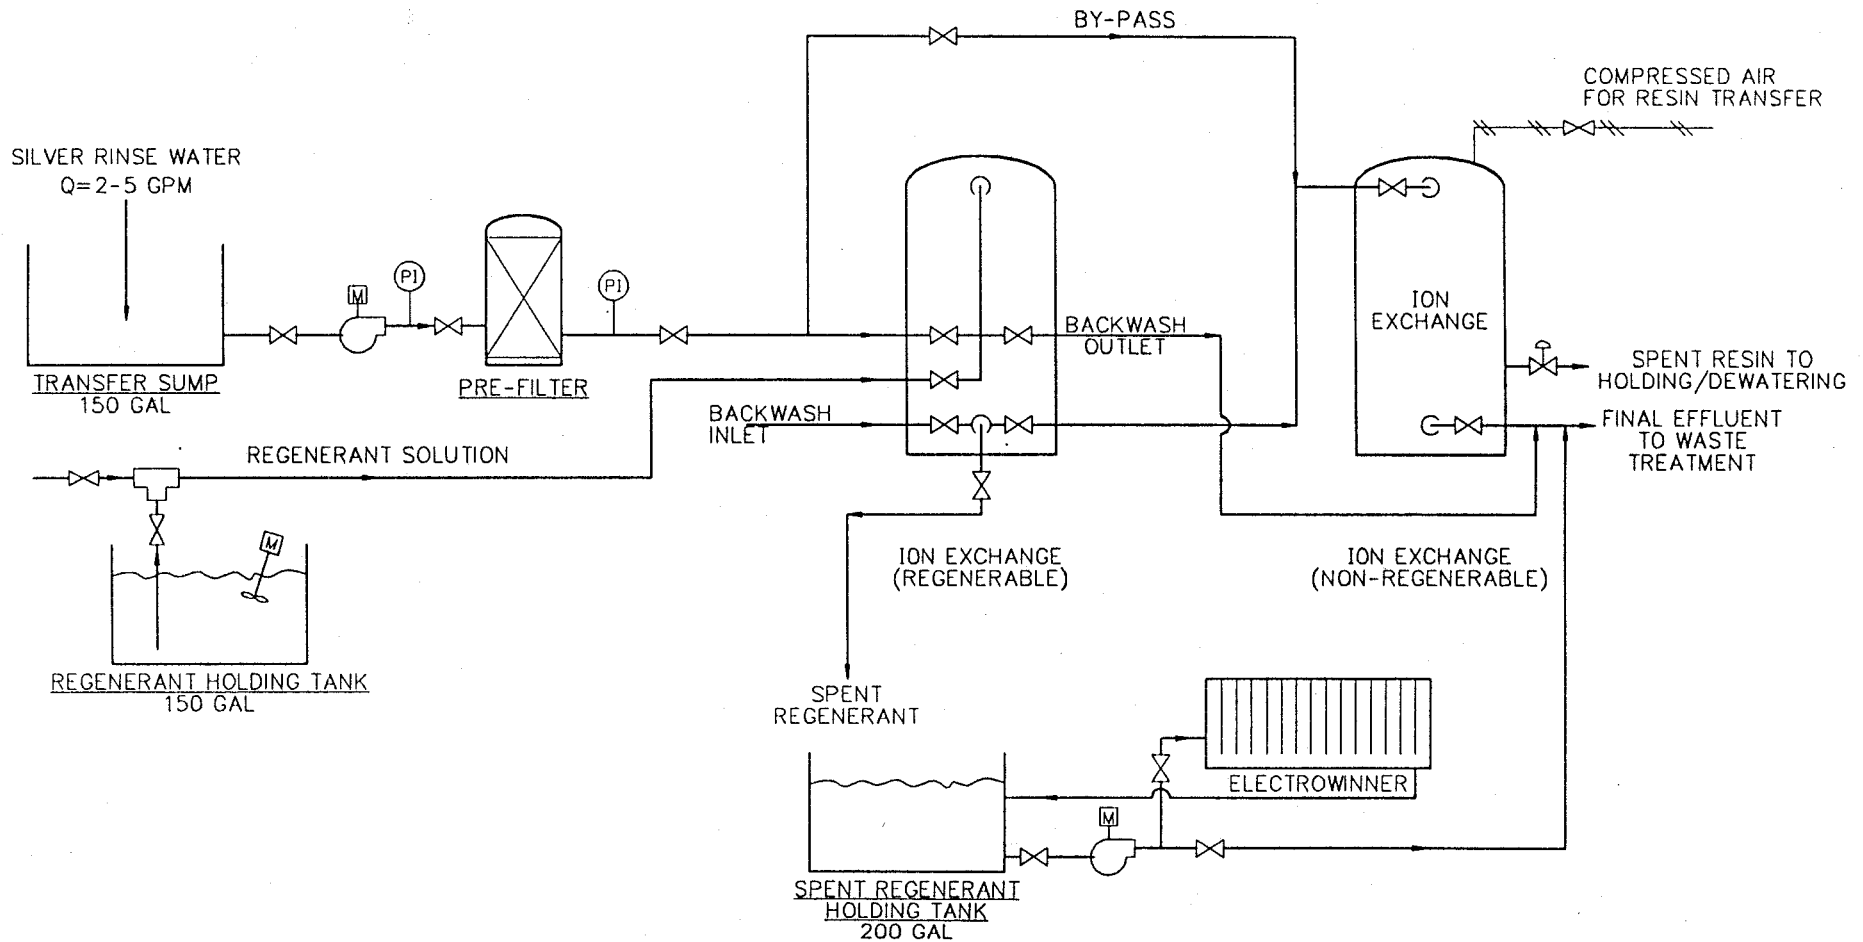 BY-PASS
COMPRESSED AIR
FOR RESIN TRANSFER
SILVER RINSE WATER
Q=2-5 GPM
M
PI
PI
ION
EXCHANGE
BACKWASH
OUTLET
TRANSFER SUMP
150 GAL
PRE-FILTER
SPENT RESIN TO
HOLDING/DEWATERING
BACKWASH
INLET
FINAL EFFLUENT
TO WASTE
TREATMENT
REGENERANT SOLUTION
M
ION EXCHANGE
(REGENERABLE)
ION EXCHANGE
(NON-REGENERABLE)
REGENERANT HOLDING TANK
150 GAL
SPENT
REGENERANT
ELECTROWINNER
M
SPENT REGENERANT
HOLDING TANK
200 GAL